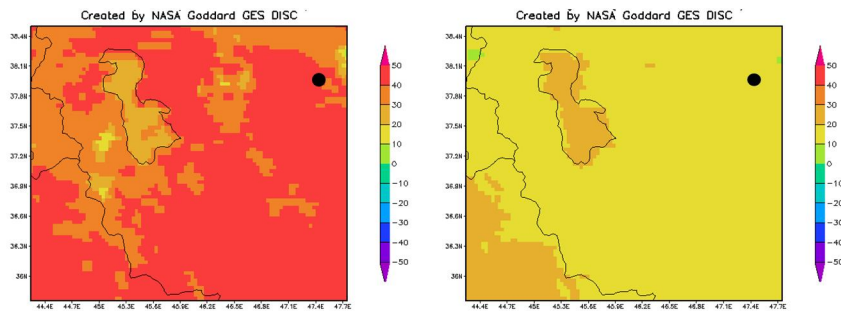 Created by NASA Goddard GES DISC
38.4N
38.1N
37.8N
37.5N
37.2N
36.9N
36.6N
36.3N
36N
44.4E 44.7E 45E 45.3E 45.6E 45.9E 46.2E 46.5E 46.8E 47.1E 47.4E 47.7E
50
40
30
20
10
0
-10
-20
-30
-40
-50
Created by NASA Goddard GES DISC
38.4N
38.1N
37.8N
37.5N
37.2N
36.9N
36.6N
36.3N
36N
44.4E 44.7E 45E 45.3E 45.6E 45.9E 46.2E 46.5E 46.8E 47.1E 47.4E 47.7E
50
40
30
20
10
0
-10
-20
-30
-40
-50